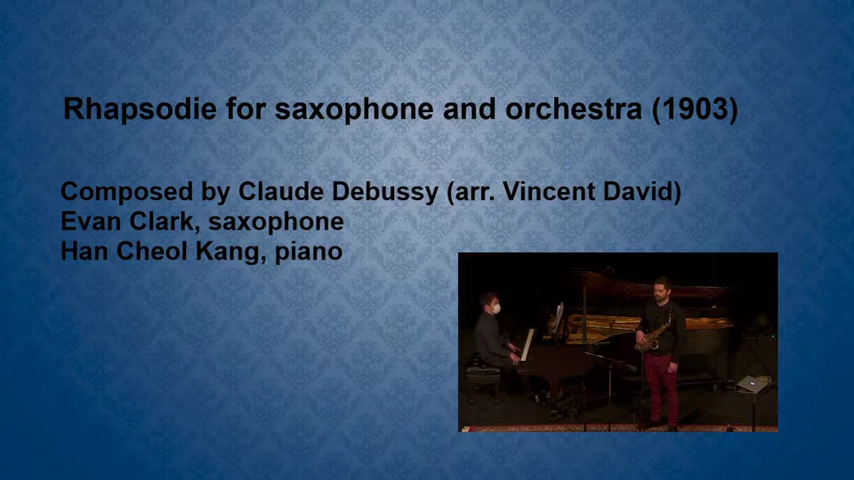 Rhapsodie for saxophone and orchestra (1903)
Composed by Claude Debussy (arr. Vincent David)
Evan Clark, saxophone
Han Cheol Kang, piano